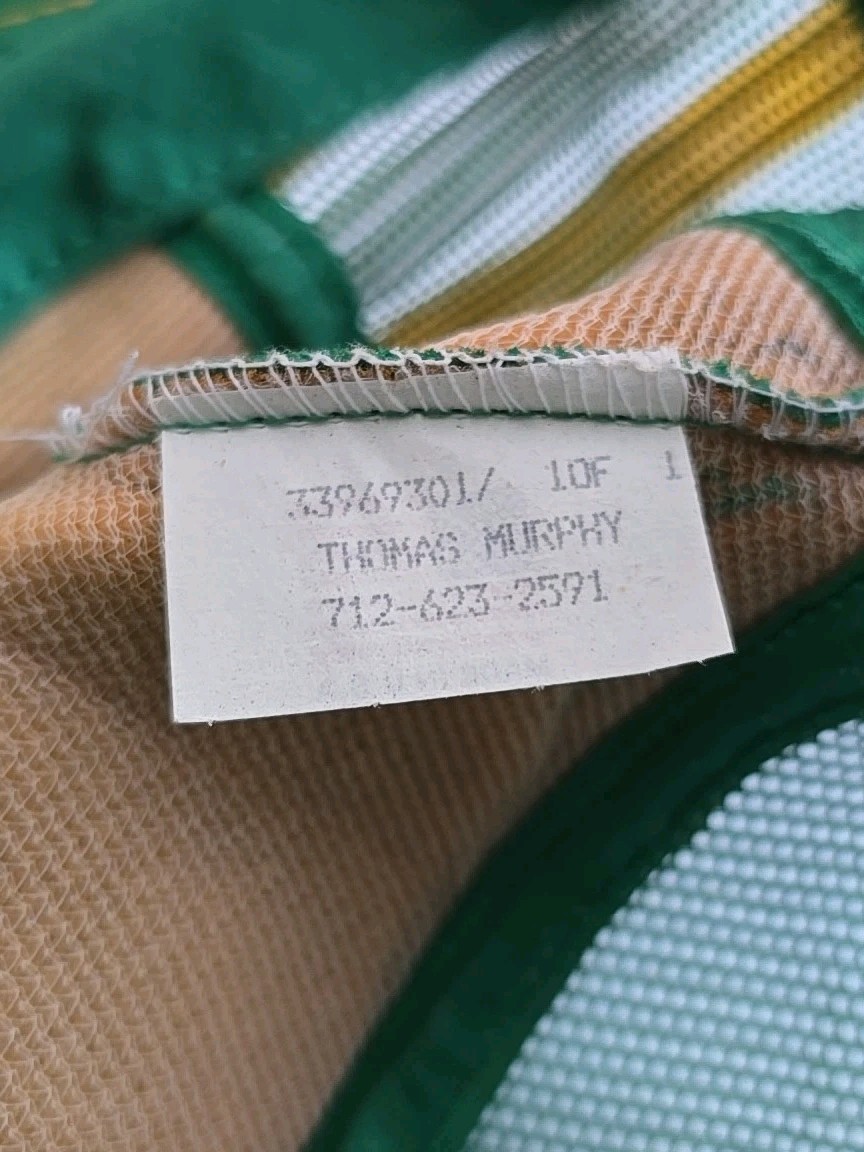 33969301/ 1OF 1
THOMAS MURPHY
712-623-2591